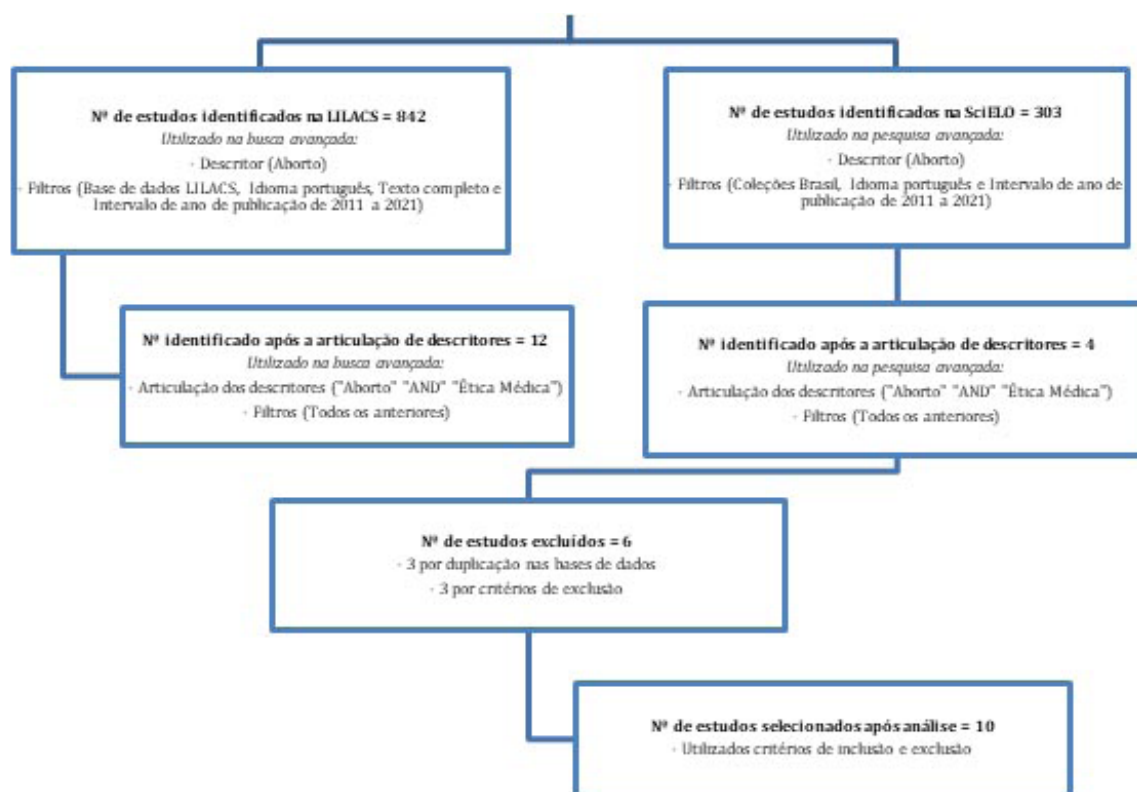 Nº de estudos identificados na LILACS = 842
Utilizado na busca avançada:
· Descritor (Aborto)
· Filtros (Base de dados LILACS, Idioma português, Texto completo e
Intervalo de ano de publicação de 2011 a 2021)
Nº de estudos identificados na SciELO = 303
Utilizado na pesquisa avançada:
· Descritor (Aborto)
· Filtros (Coleções Brasil, Idioma português e Intervalo de ano de
publicação de 2011 a 2021)
Nº identificado após a articulação de descritores = 12
Utilizado na busca avançada:
· Articulação dos descritores ("Aborto" "AND" "Ética Médica")
· Filtros (Todos os anteriores)
Nº identificado após a articulação de descritores = 4
Utilizado na pesquisa avançada:
· Articulação dos descritores ("Aborto" "AND" "Ética Médica")
· Filtros (Todos os anteriores)
Nº de estudos excluídos = 6
· 3 por duplicação nas bases de dados
· 3 por critérios de exclusão
Nº de estudos selecionados após análise = 10
· Utilizados critérios de inclusão e exclusão